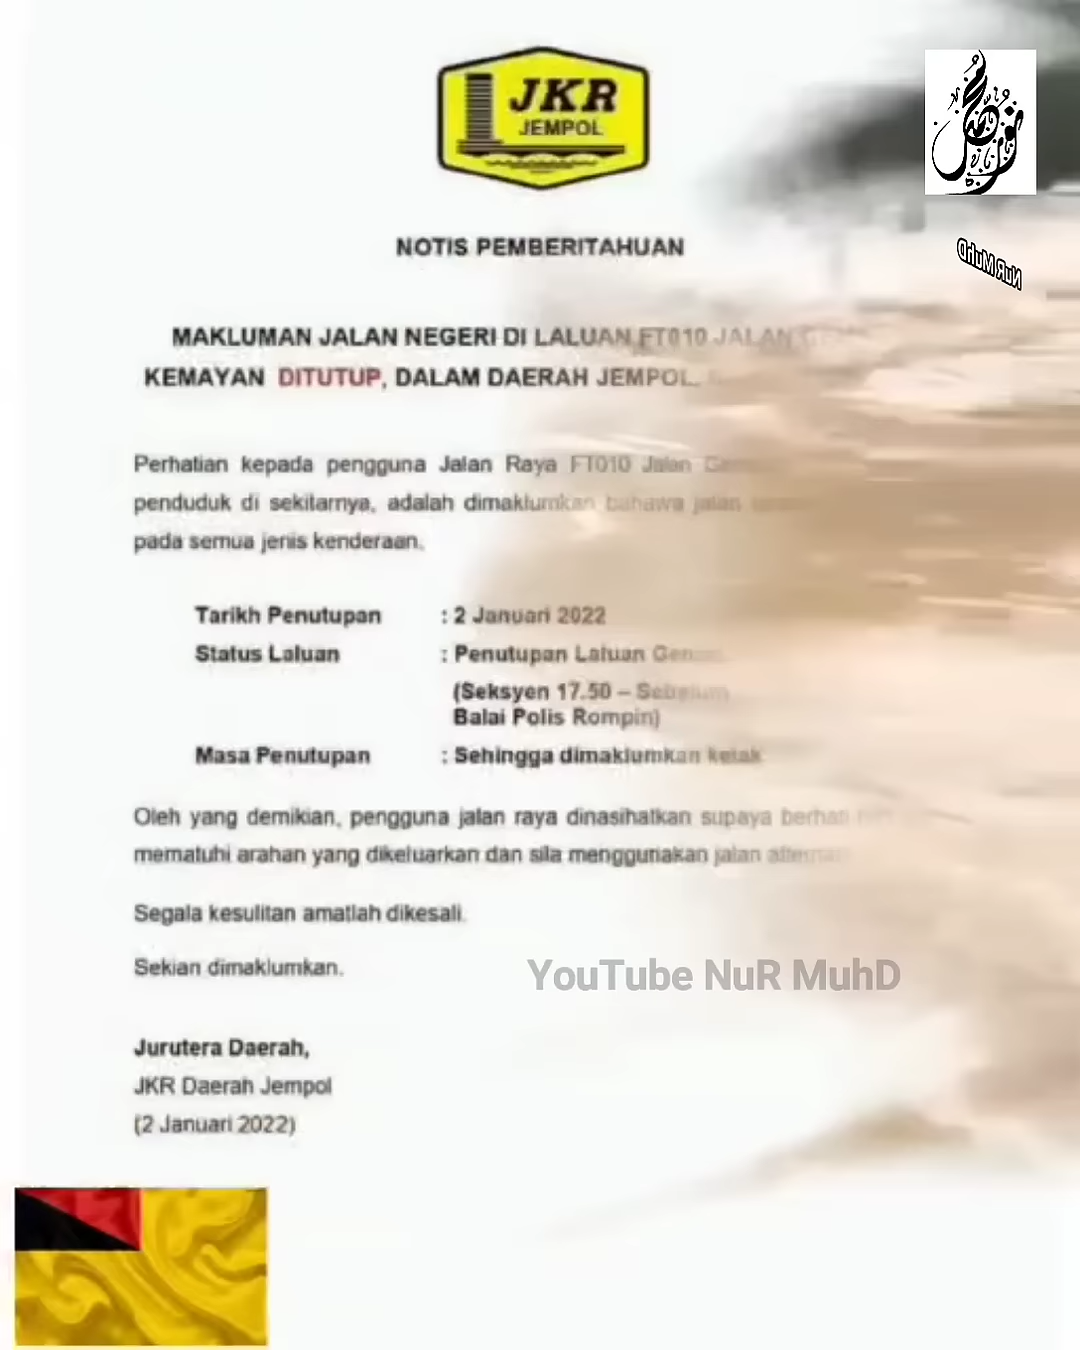 JKR
JEMPOL
NOTIS PEMBERITAHUAN
MAKLUMAN JALAN NEGERI DI LALUAN FT010 JALAN
KEMAYAN DITUTUP, DALAM DAERAH JEMPOL,
Perhatian kepada pengguna Jalan Raya FT010 Jalan
penduduk di sekitarnya, adalah dimaklumkan bahawa jalan
pada semua jenis kenderaan.
Tarikh Penutupan : 2 Januari 2022
Status Laluan : Penutupan Laluan
(Seksyen 17.50 – Sebelum
Balai Polis Rompin)
Masa Penutupan : Sehingga dimaklumkan kelak
Oleh yang demikian, pengguna jalan raya dinasihatkan supaya
mematuhi arahan yang dikeluarkan dan sila menggunakan jalan
Segala kesulitan amatlah dikesali.
Sekian dimaklumkan.
Jurutera Daerah,
JKR Daerah Jempol
(2 Januari 2022)
NuR MuhD
YouTube NuR MuhD